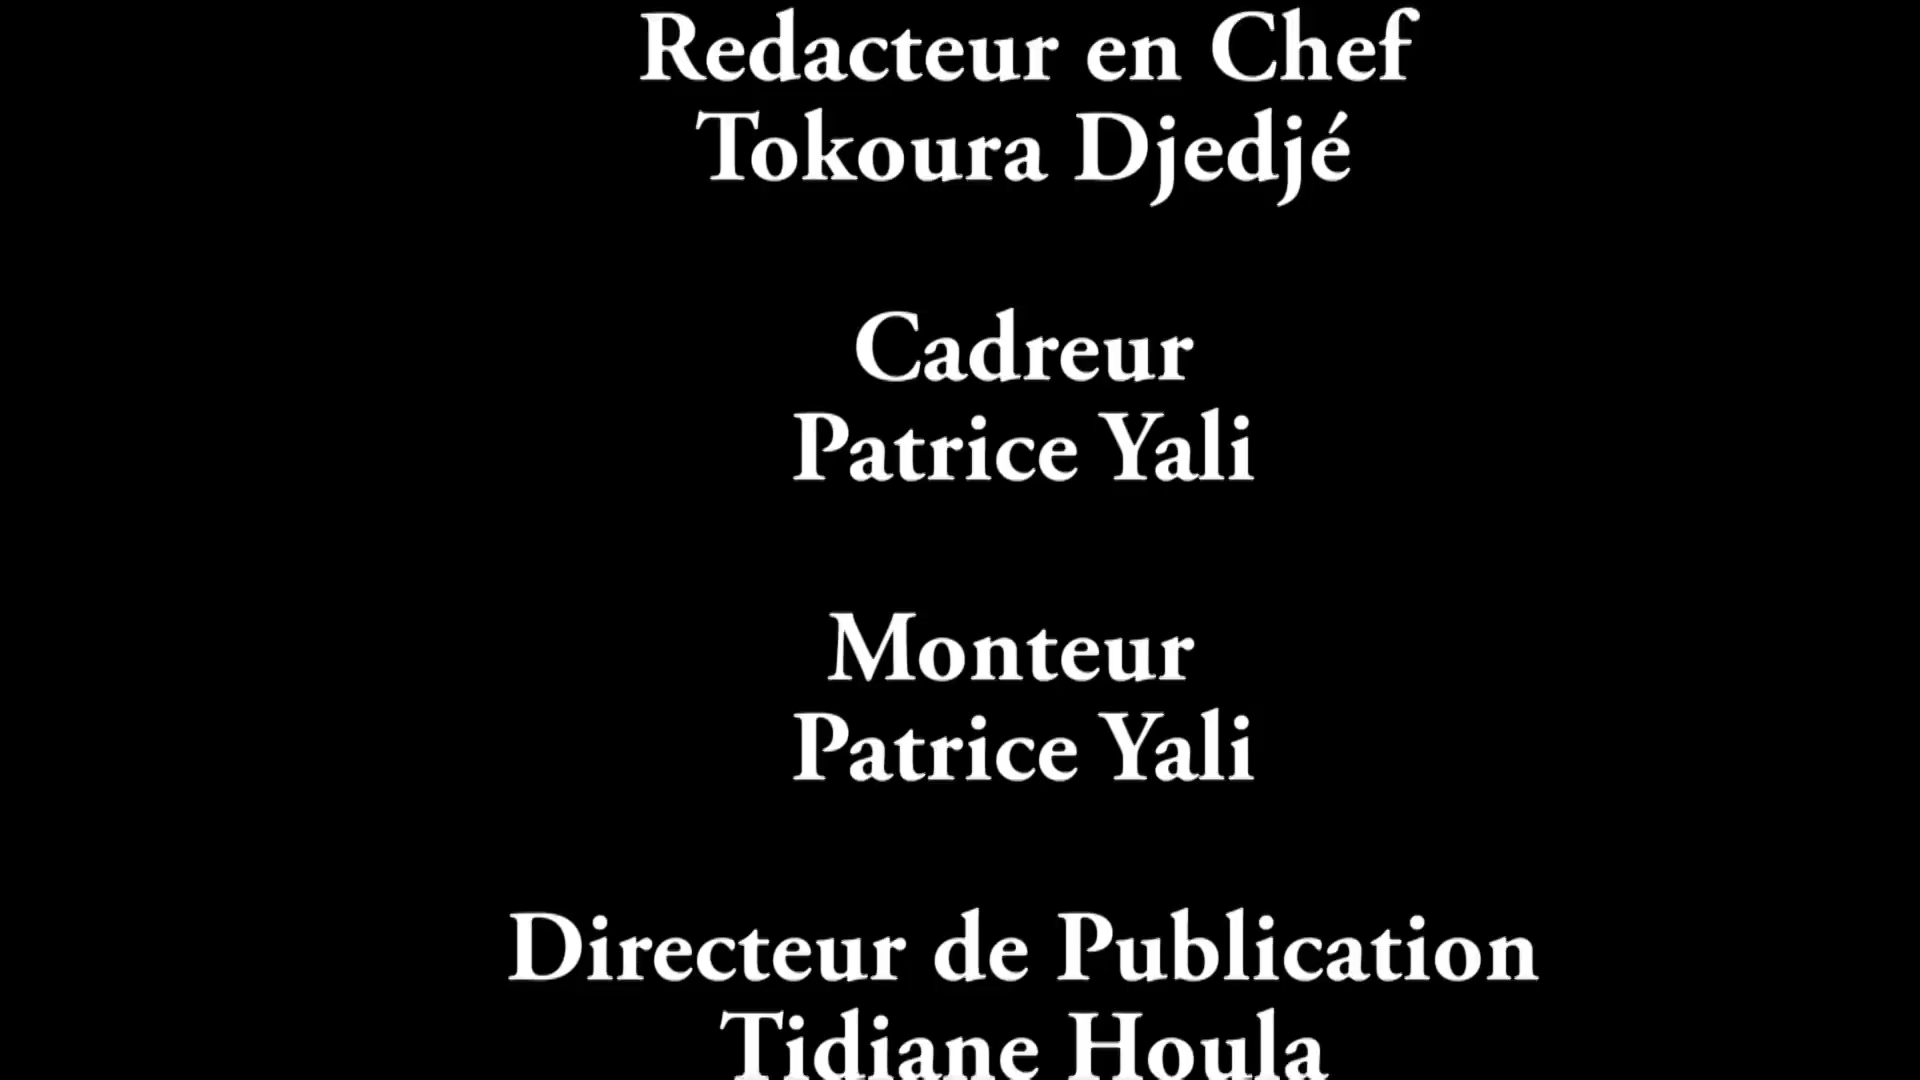 Redacteur en Chef
Tokoura Djedjé
Cadreur
Patrice Yali
Monteur
Patrice Yali
Directeur de Publication
Tidiane Houla